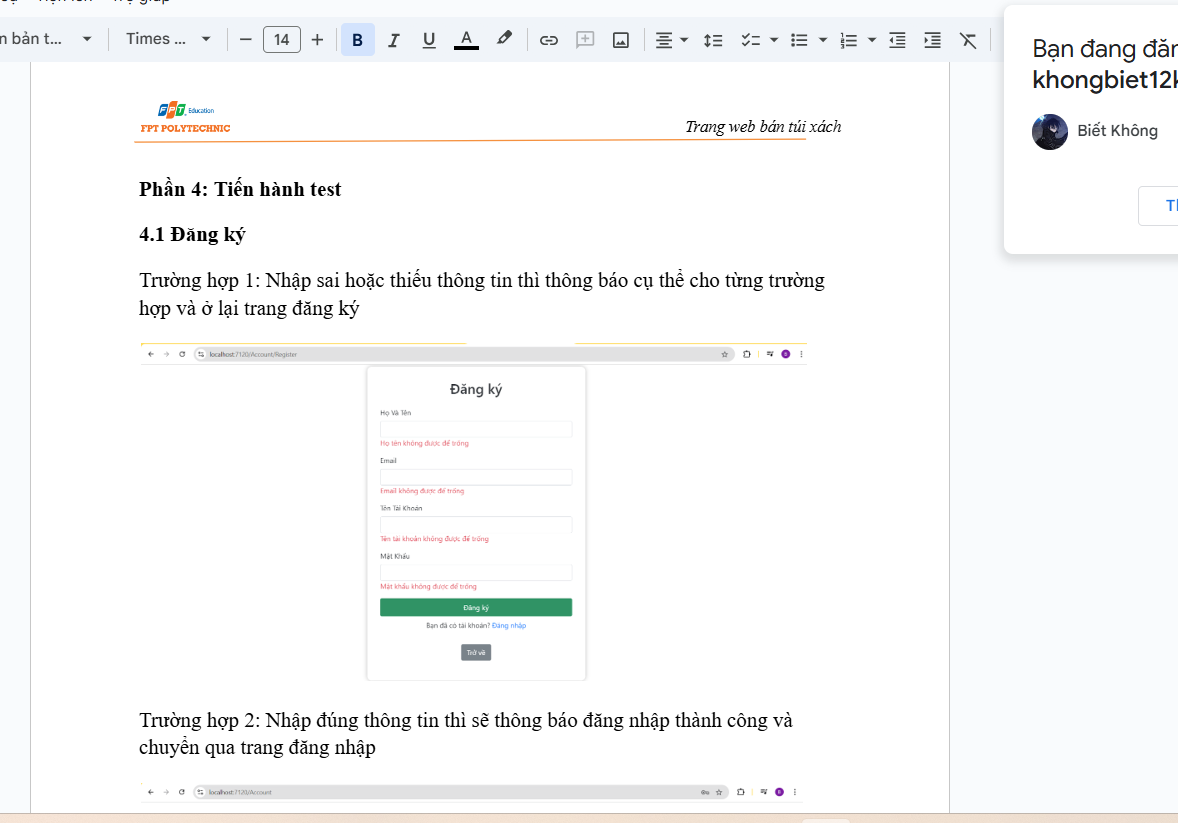 n bản t...
Times ...
14
B
I
U
A
Bạn đang đăn
khongbiet12k
Biết Không
FPT Education
FPT POLYTECHNIC
Trang web bán túi xách
Phần 4: Tiến hành test
4.1 Đăng ký
Trường hợp 1: Nhập sai hoặc thiếu thông tin thì thông báo cụ thể cho từng trường
hợp và ở lại trang đăng ký
localhost:7120/Account/Register
Đăng ký
Họ Và Tên
Họ tên không được để trống
Email
Email không được để trống
Tên Tài Khoản
Tên tài khoản không được để trống
Mật Khẩu
Mật khẩu không được để trống
Đăng ký
Bạn đã có tài khoản? Đăng nhập
Trở về
Trường hợp 2: Nhập đúng thông tin thì sẽ thông báo đăng nhập thành công và
chuyển qua trang đăng nhập
localhost:7120/Account